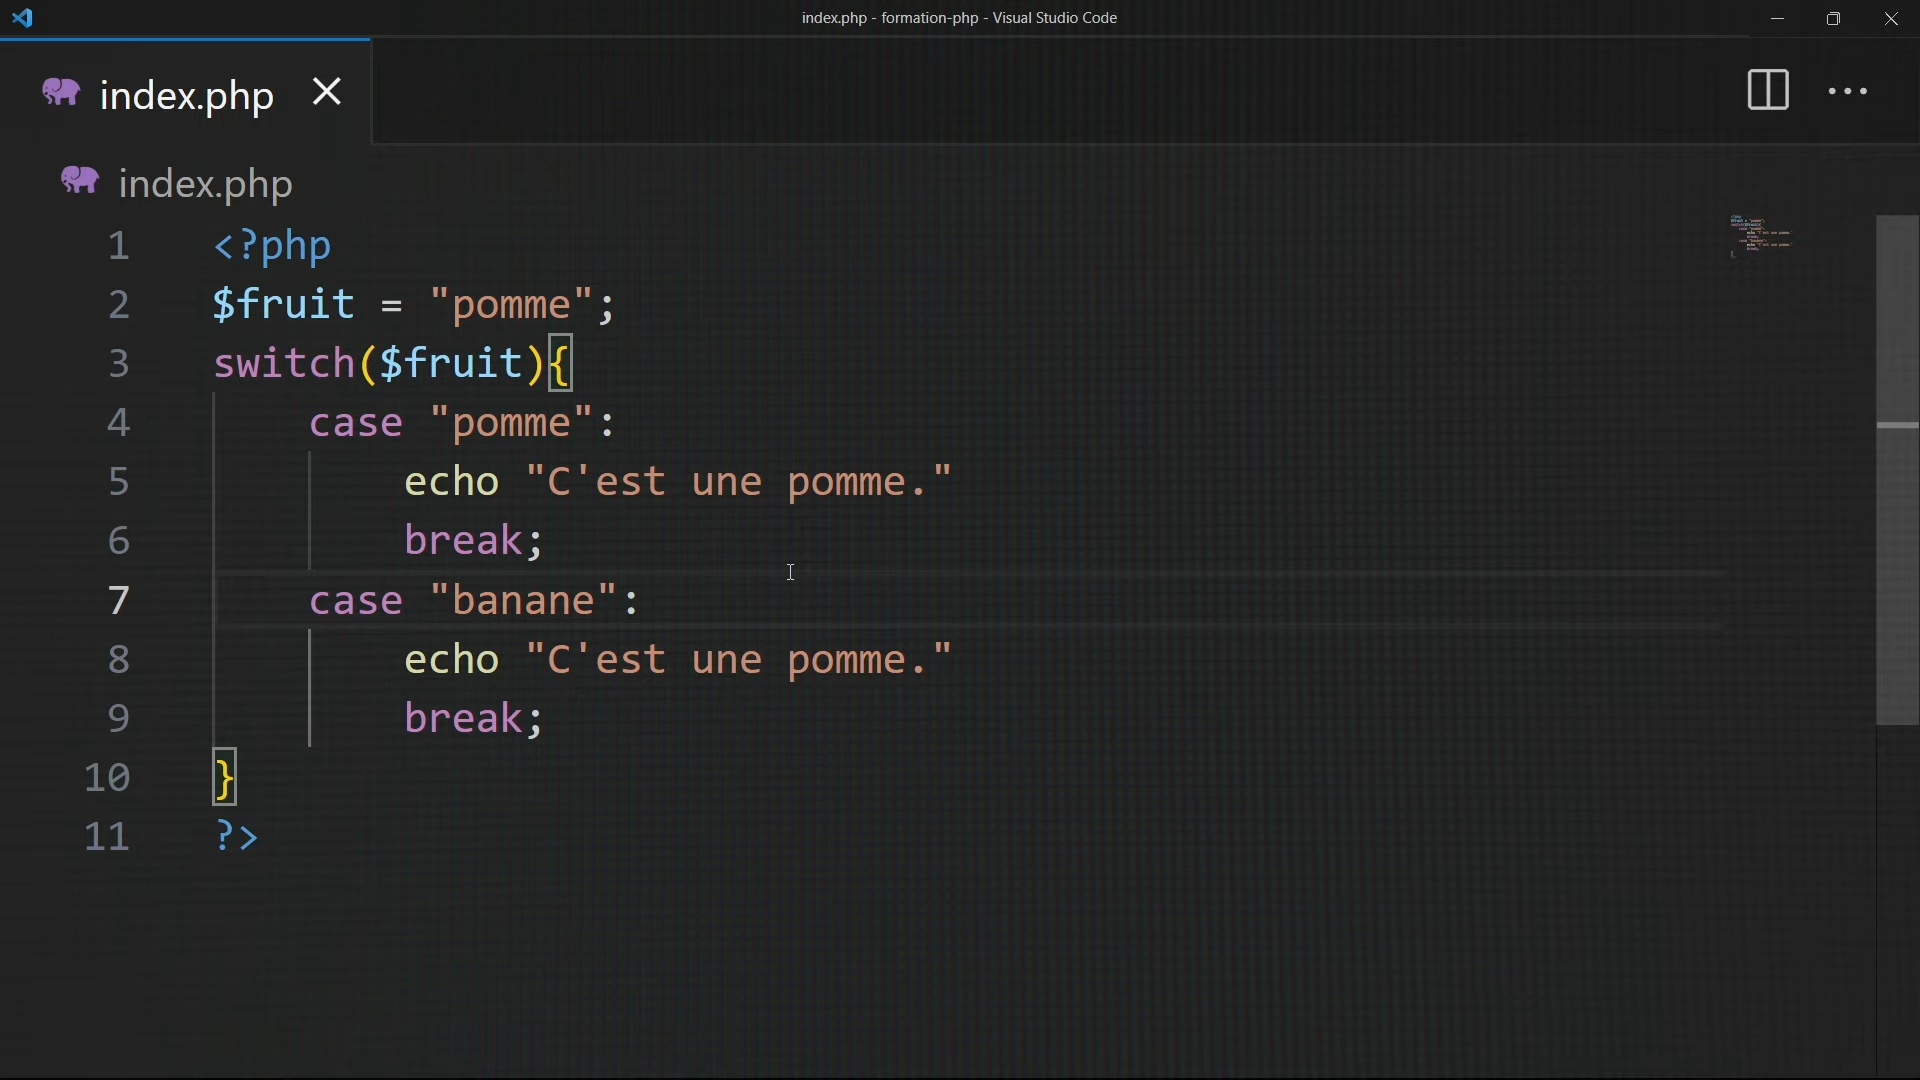 index.php - formation-php - Visual Studio Code
index.php
index.php
1 <?php
2 $fruit = "pomme";
3 switch($fruit){
4     case "pomme":
5         echo "C'est une pomme."
6         break;
7     case "banane":
8         echo "C'est une pomme."
9         break;
10 }
11 ?>